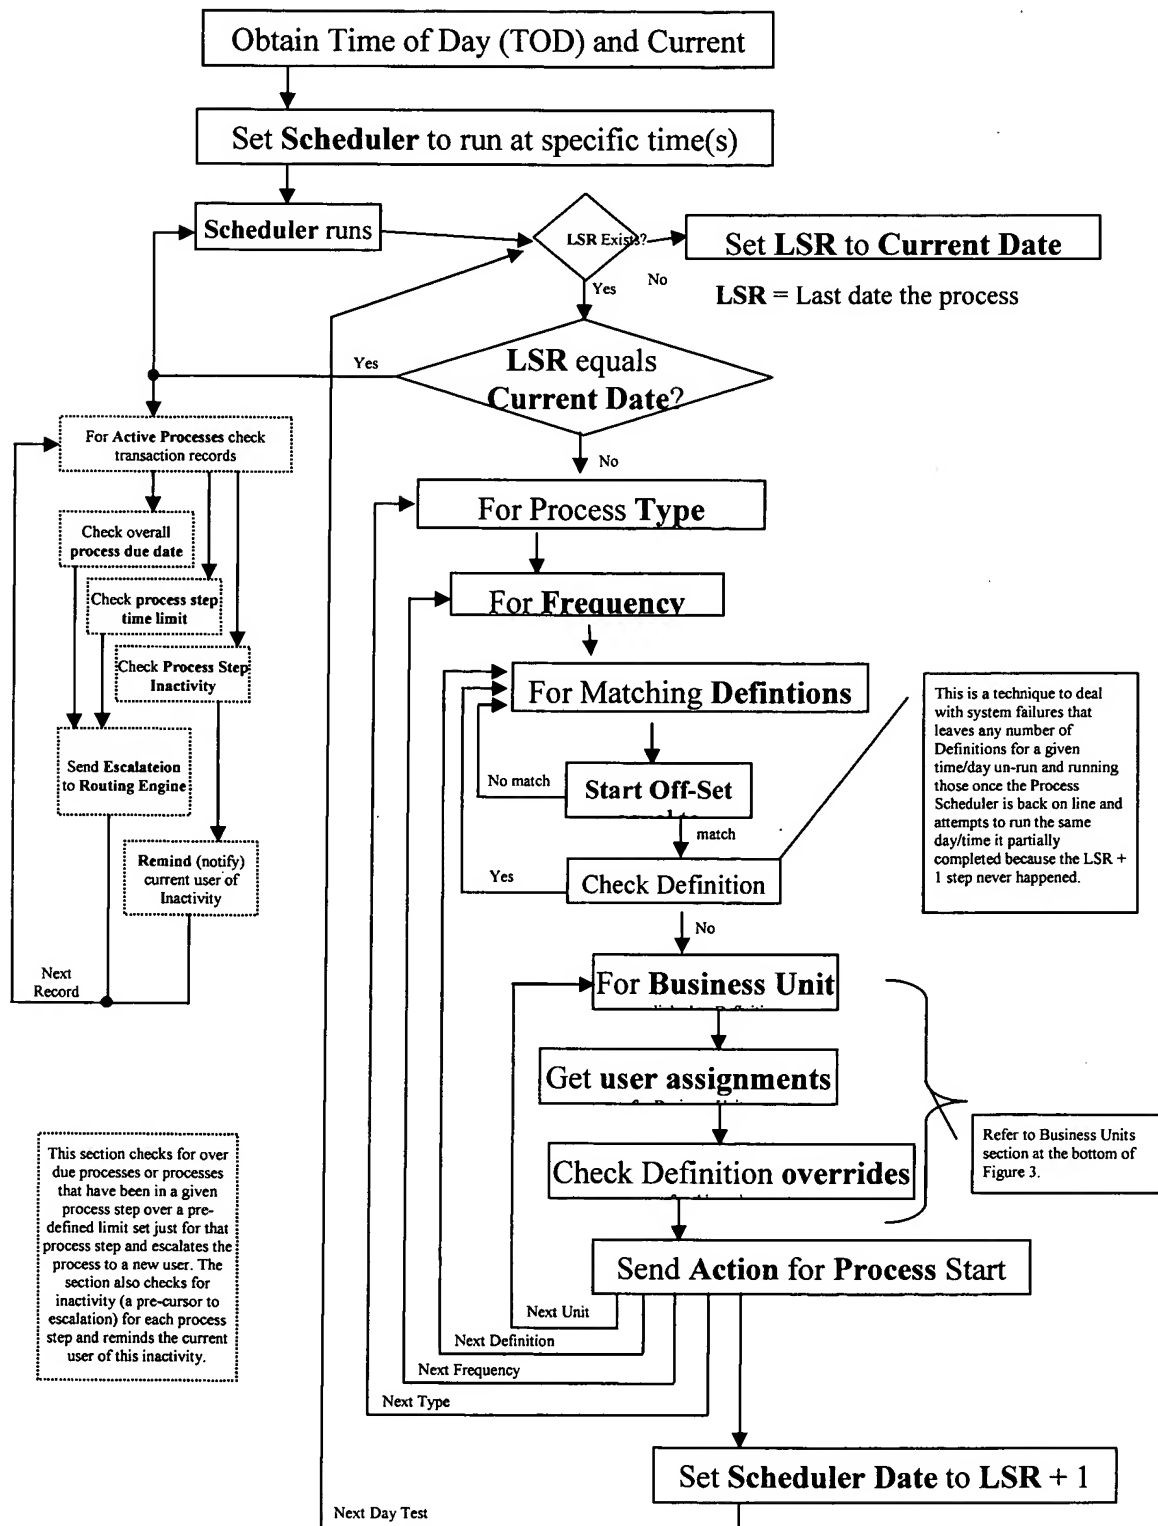 Obtain Time of Day (TOD) and Current
Set Scheduler to run at specific time(s)
Scheduler runs
LSR Exists?
Set LSR to Current Date
No
Yes
LSR = Last date the process
Yes
LSR equals
Current Date?
No
For Active Processes check
transaction records
For Process Type
Check overall
process due date
For Frequency
Check process step
time limit
Check Process Step
Inactivity
For Matching Defintions
This is a technique to deal
with system failures that
leaves any number of
Definitions for a given
time/day un-run and running
those once the Process
Scheduler is back on line and
attempts to run the same
day/time it partially
completed because the LSR +
1 step never happened.
Send Escalateion
to Routing Engine
No match
Start Off-Set
match
Remind (notify)
current user of
Inactivity
Yes
Check Definition
No
Next
Record
For Business Unit
Get user assignments
Refer to Business Units
section at the bottom of
Figure 3.
Check Definition overrides
This section checks for over
due processes or processes
that have been in a given
process step over a pre-
defined limit set just for that
process step and escalates the
process to a new user. The
section also checks for
inactivity (a pre-cursor to
escalation) for each process
step and reminds the current
user of this inactivity.
Send Action for Process Start
Next Unit
Next Definition
Next Frequency
Next Type
Set Scheduler Date to LSR + 1
Next Day Test